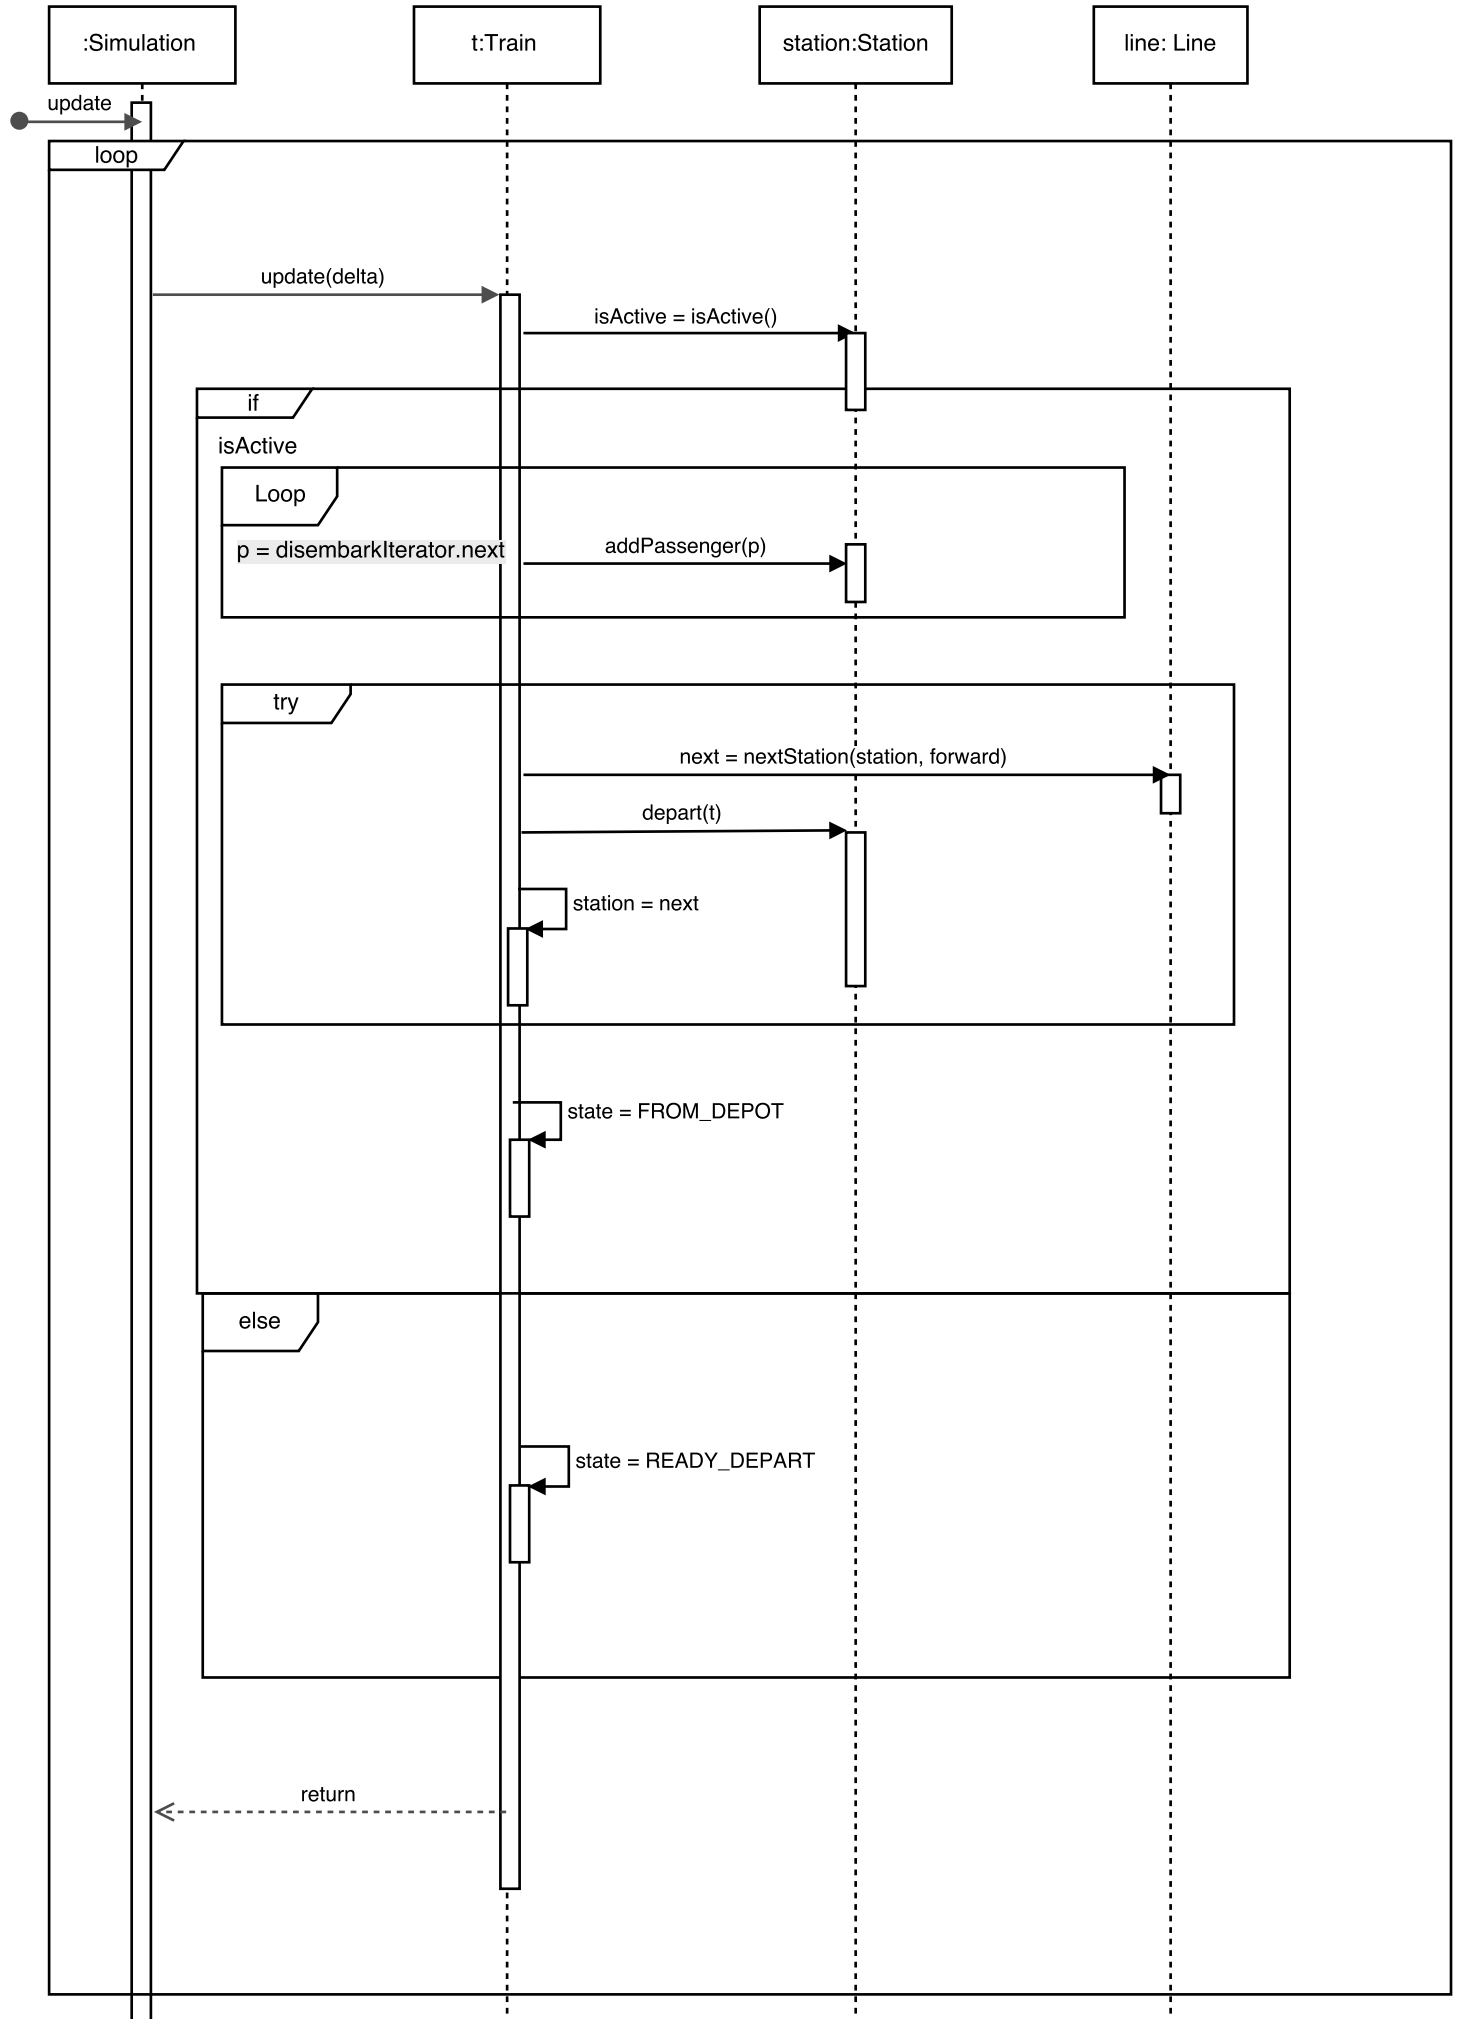 :Simulation
t:Train
station:Station
line: Line
update
loop
update(delta)
isActive = isActive()
if
isActive
Loop
p = disembarkIterator.next
addPassenger(p)
try
next = nextStation(station, forward)
depart(t)
station = next
state = FROM_DEPOT
else
state = READY_DEPART
return